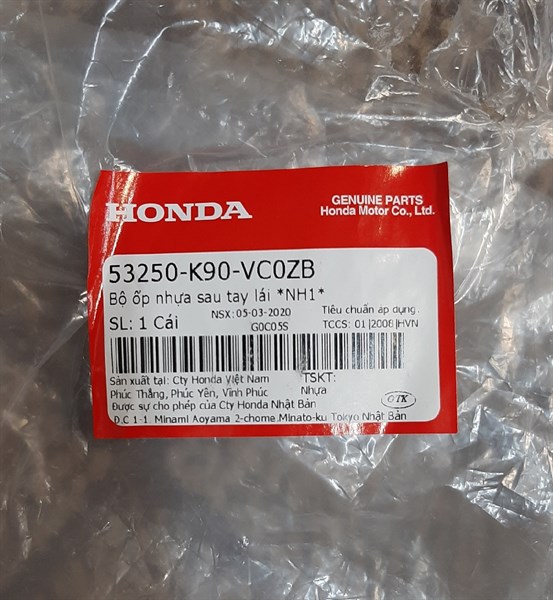 HONDA
GENUINE PARTS
Honda Motor Co., Ltd.
53250-K90-VC0ZB
Bộ ốp nhựa sau tay lái *NH1*
SL: 1 Cái
NSX: 05-03-2020
G0C05S
Tiêu chuẩn áp dụng:
TCCS: 01|2008|HVN
Sản xuất tại: Cty Honda Việt Nam
Phúc Thắng, Phúc Yên, Vĩnh Phúc
TSKT:
Nhựa
Được sự cho phép của Cty Honda Nhật Bản
Đ.C 1-1 Minami Aoyama 2-chome Minato-ku Tokyo Nhật Bản
OTK